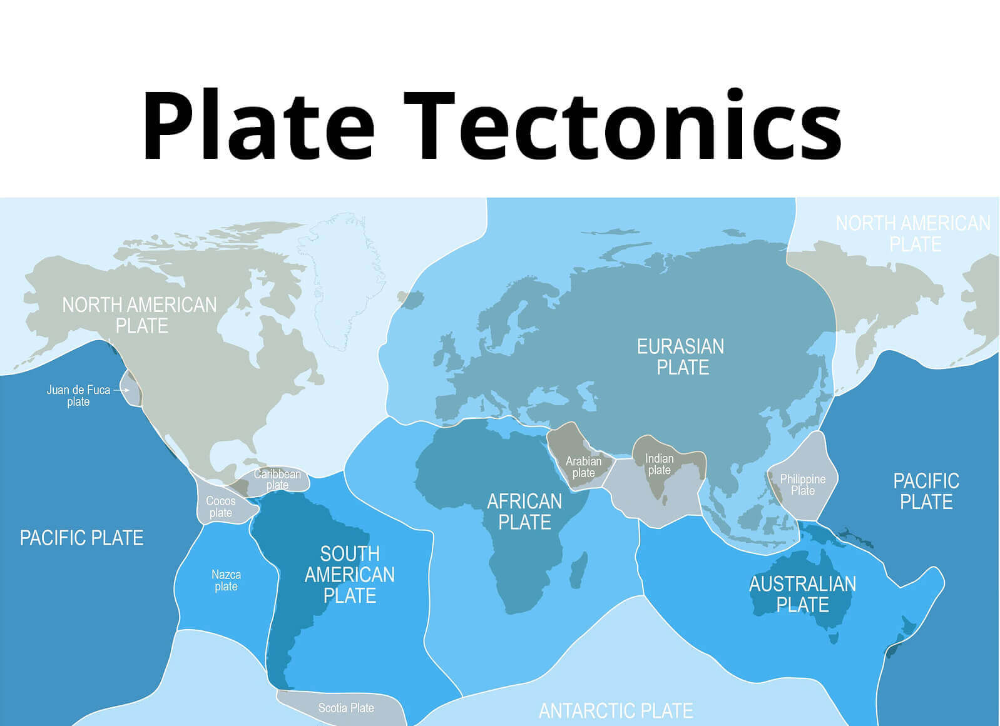 Plate Tectonics
NORTH AMERICAN
PLATE
NORTH AMERICAN
PLATE
EURASIAN
PLATE
Juan de Fuca
plate
Caribbean
plate
Cocos
plate
Arabian
plate
Indian
plate
Philippine
Plate
PACIFIC
PLATE
AFRICAN
PLATE
PACIFIC PLATE
SOUTH
AMERICAN
PLATE
Nazca
plate
AUSTRALIAN
PLATE
Scotia Plate
ANTARCTIC PLATE